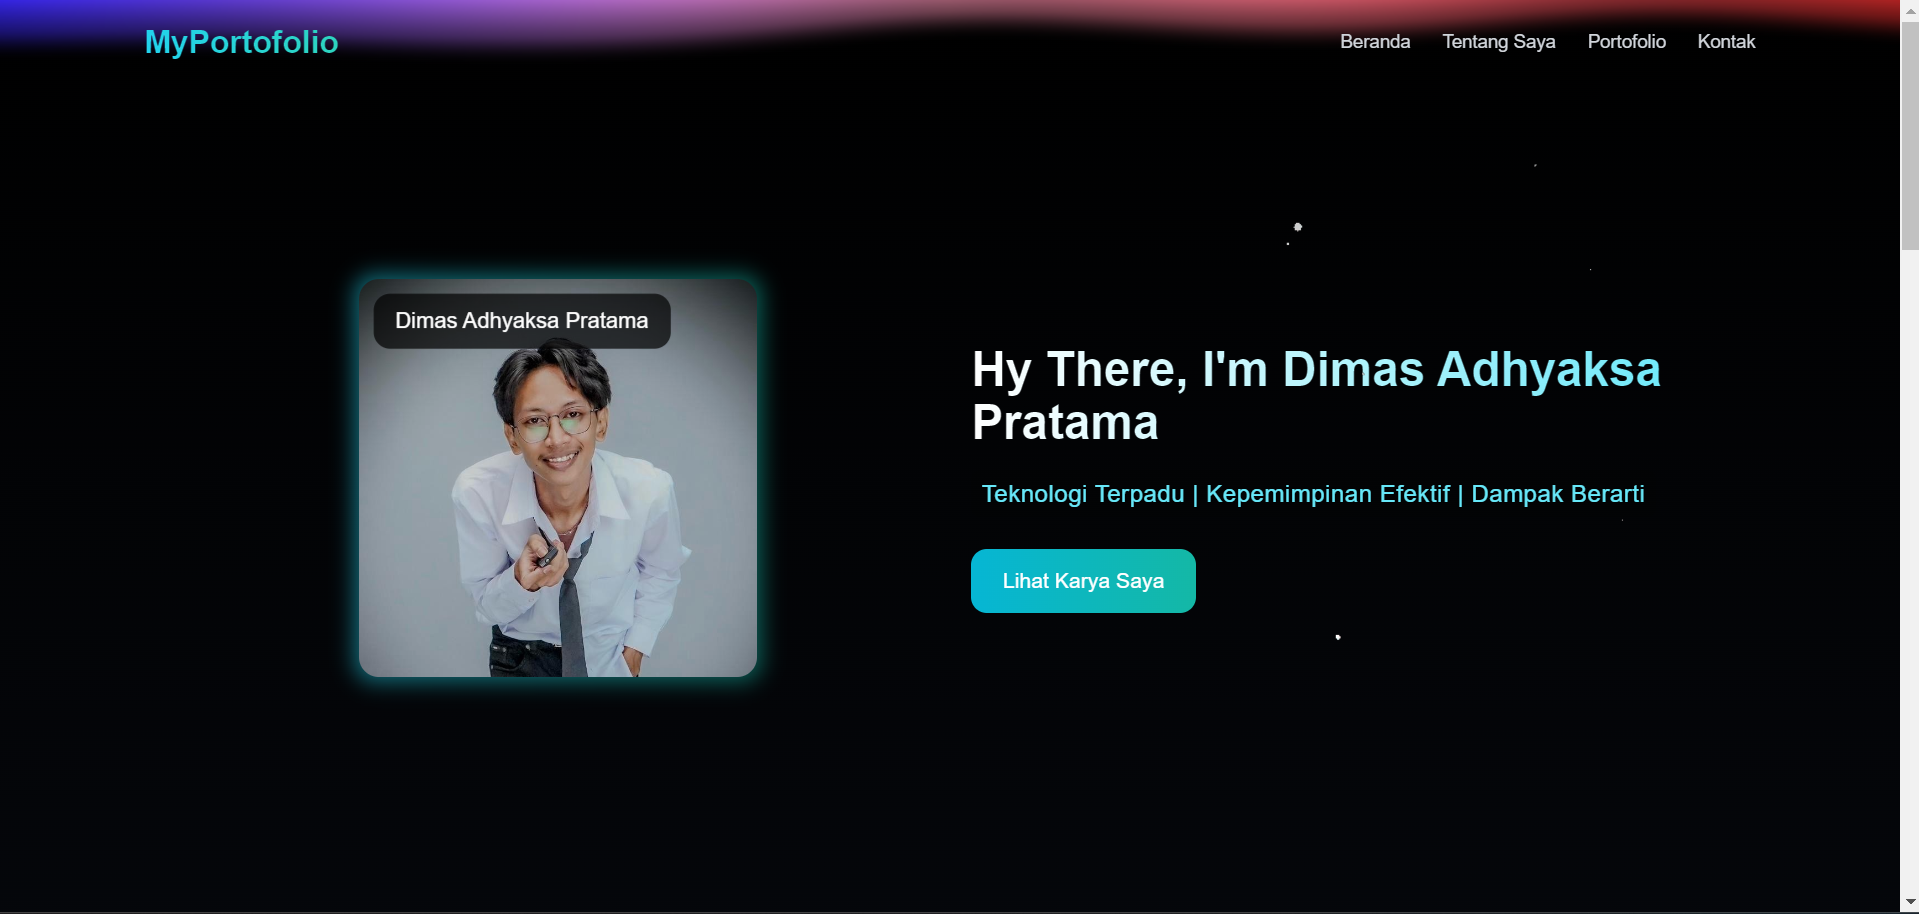 MyPortofolio
Beranda
Tentang Saya
Portofolio
Kontak
Dimas Adhyaksa Pratama
Hy There, I'm Dimas Adhyaksa
Pratama
Teknologi Terpadu | Kepemimpinan Efektif | Dampak Berarti
Lihat Karya Saya